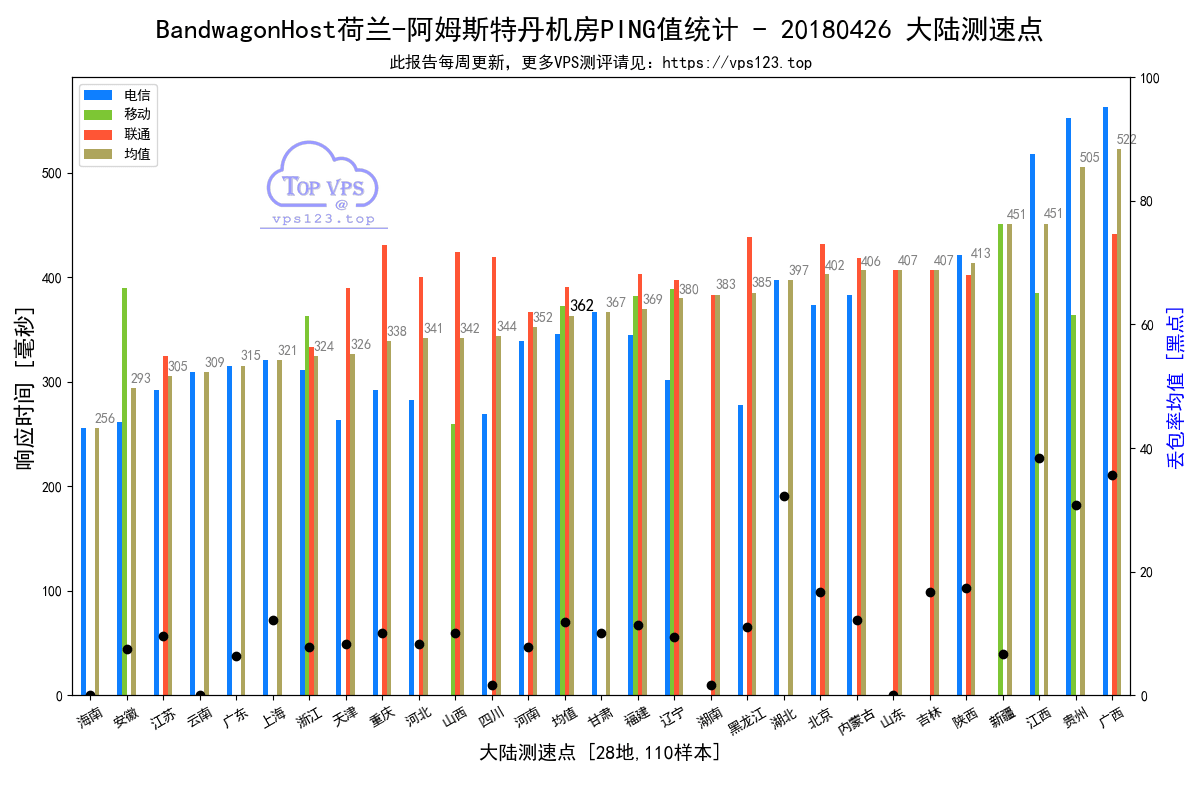 BandwagonHost荷兰-阿姆斯特丹机房PING值统计 - 20180426 大陆测速点
此报告每周更新, 更多VPS测评请见: https://vps123.top
电信
移动
联通
均值
TOP VPS
@
vps123.top
响应时间 [毫秒]
0
100
200
300
400
500
丢包率均值 [黑点]
0
20
40
60
80
100
256
293
305
309
315
321
324
326
338
341
342
344
352
362
367
369
380
383
385
397
402
406
407
407
413
451
451
505
522
海南
安徽
江苏
云南
广东
上海
浙江
天津
重庆
河北
山西
四川
河南
均值
甘肃
福建
辽宁
湖南
黑龙江
湖北
北京
内蒙古
山东
吉林
陕西
新疆
江西
贵州
广西
大陆测速点 [28地,110样本]